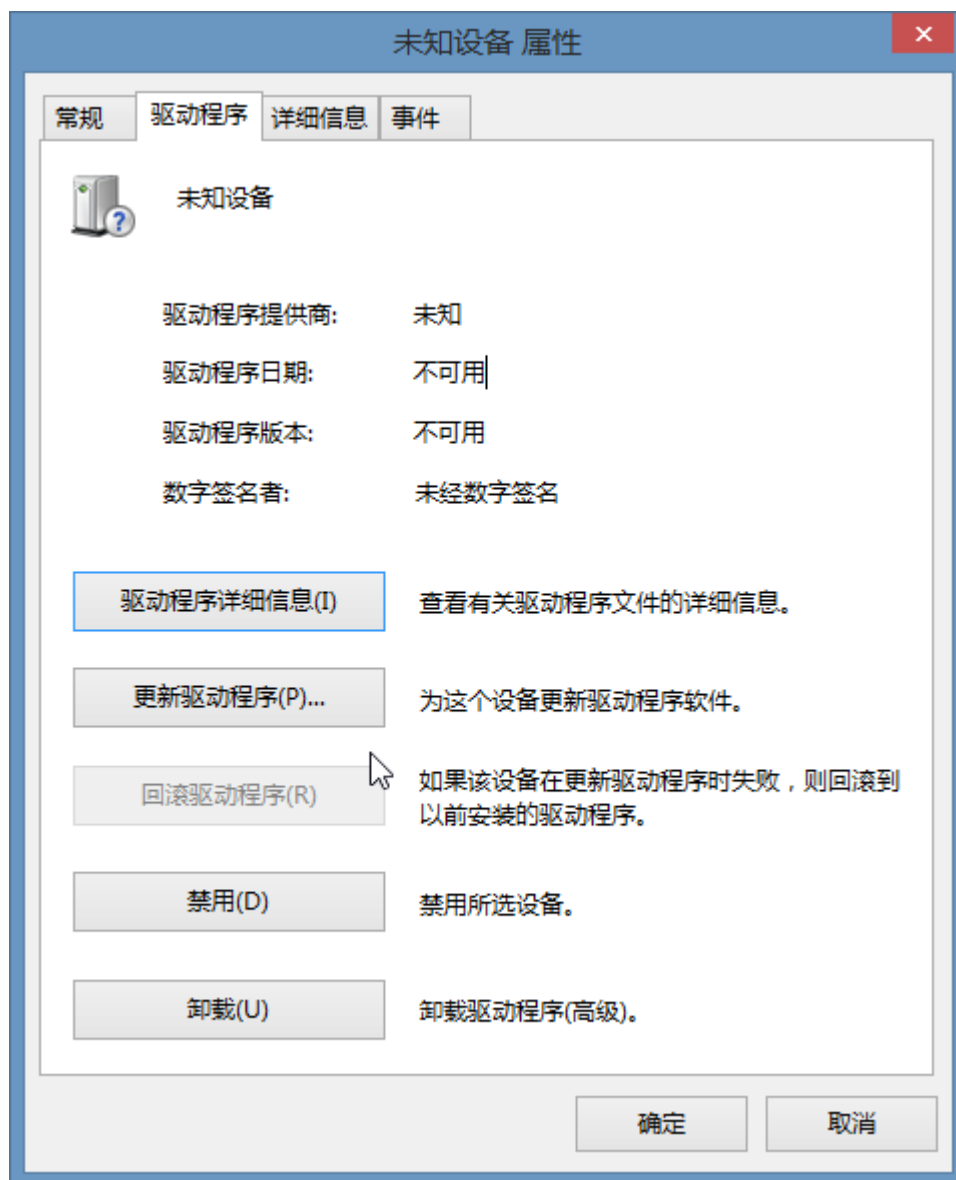 未知设备 属性
常规 驱动程序 详细信息 事件
未知设备
驱动程序提供商: 未知
驱动程序日期: 不可用
驱动程序版本: 不可用
数字签名者: 未经数字签名
驱动程序详细信息(I) 查看有关驱动程序文件的详细信息。
更新驱动程序(P)... 为这个设备更新驱动程序软件。
回滚驱动程序(R) 如果该设备在更新驱动程序时失败，则回滚到
以前安装的驱动程序。
禁用(D) 禁用所选设备。
卸载(U) 卸载驱动程序(高级)。
确定 取消